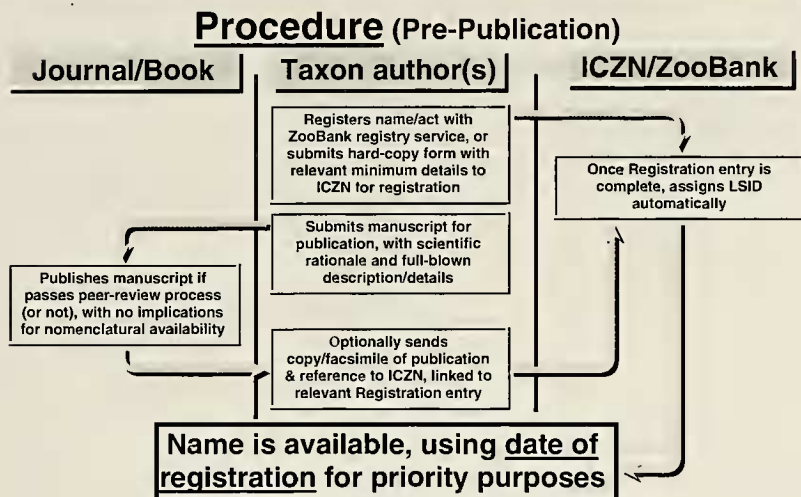 Procedure (Pre-Publication)
Journal/Book
Taxon author(s)
ICZN/ZooBank
Registers name/act with
ZooBank registry service, or
submits hard-copy form with
relevant minimum details to
ICZN for registration
Once Registration entry is
complete, assigns LSID
automatically
Submits manuscript for
publication, with scientific
rationale and full-blown
description/details
Publishes manuscript if
passes peer-review process
(or not), with no implications
for nomenclatural availability
Optionally sends
copy/facsimile of publication
& reference to ICZN, linked to
relevant Registration entry
Name is available, using date of
registration for priority purposes